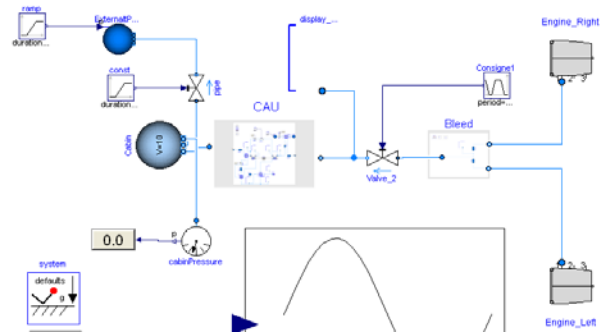 ramp
duration...
ExternalP...
display_...
Engine_Right
const
duration...
pipe
CAU
Consigne1
period=...
Bleed
Cabin
V=10
Valve_2
0.0
p
cabinPressure
system
defaults
g
Engine_Left